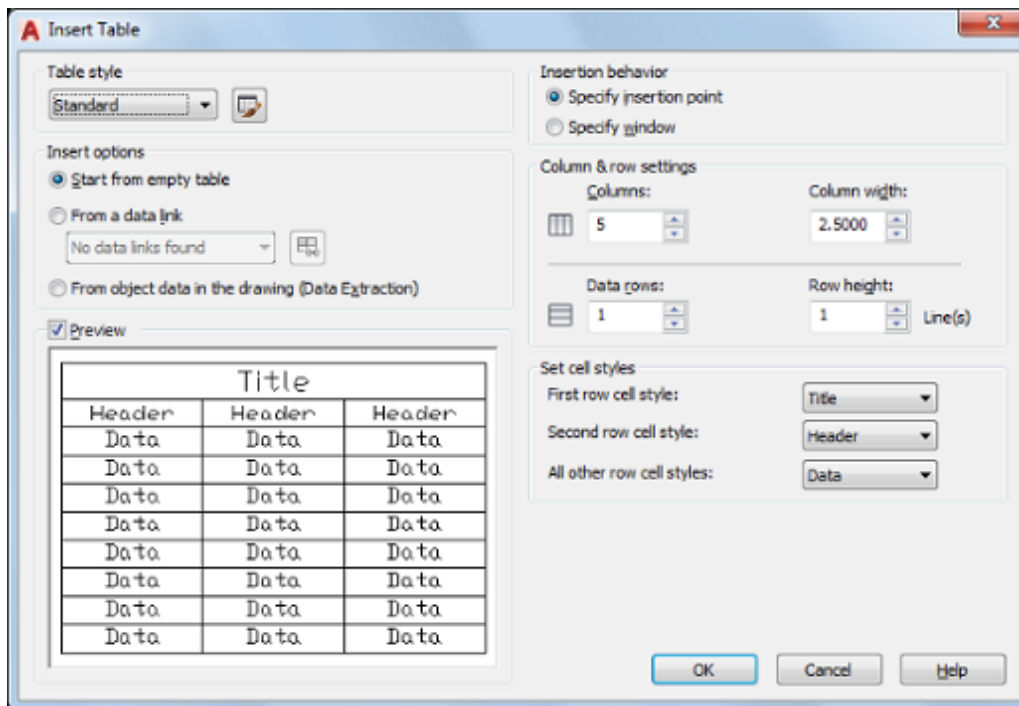 Insert Table
Table style
Standard
Insert options
Start from empty table
From a data link
No data links found
From object data in the drawing (Data Extraction)
Preview
Title
Header Header Header
Data Data Data
Data Data Data
Data Data Data
Data Data Data
Data Data Data
Data Data Data
Data Data Data
Data Data Data
Insertion behavior
Specify insertion point
Specify window
Column & row settings
Columns: Column width:
5 2.5000
Data rows: Row height:
1 1 Line(s)
Set cell styles
First row cell style: Title
Second row cell style: Header
All other row cell styles: Data
OK Cancel Help